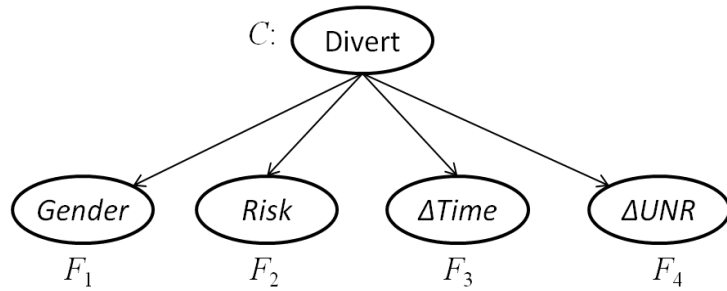 C: Divert
Gender Risk ΔTime ΔUNR
F₁ F₂ F₃ F₄